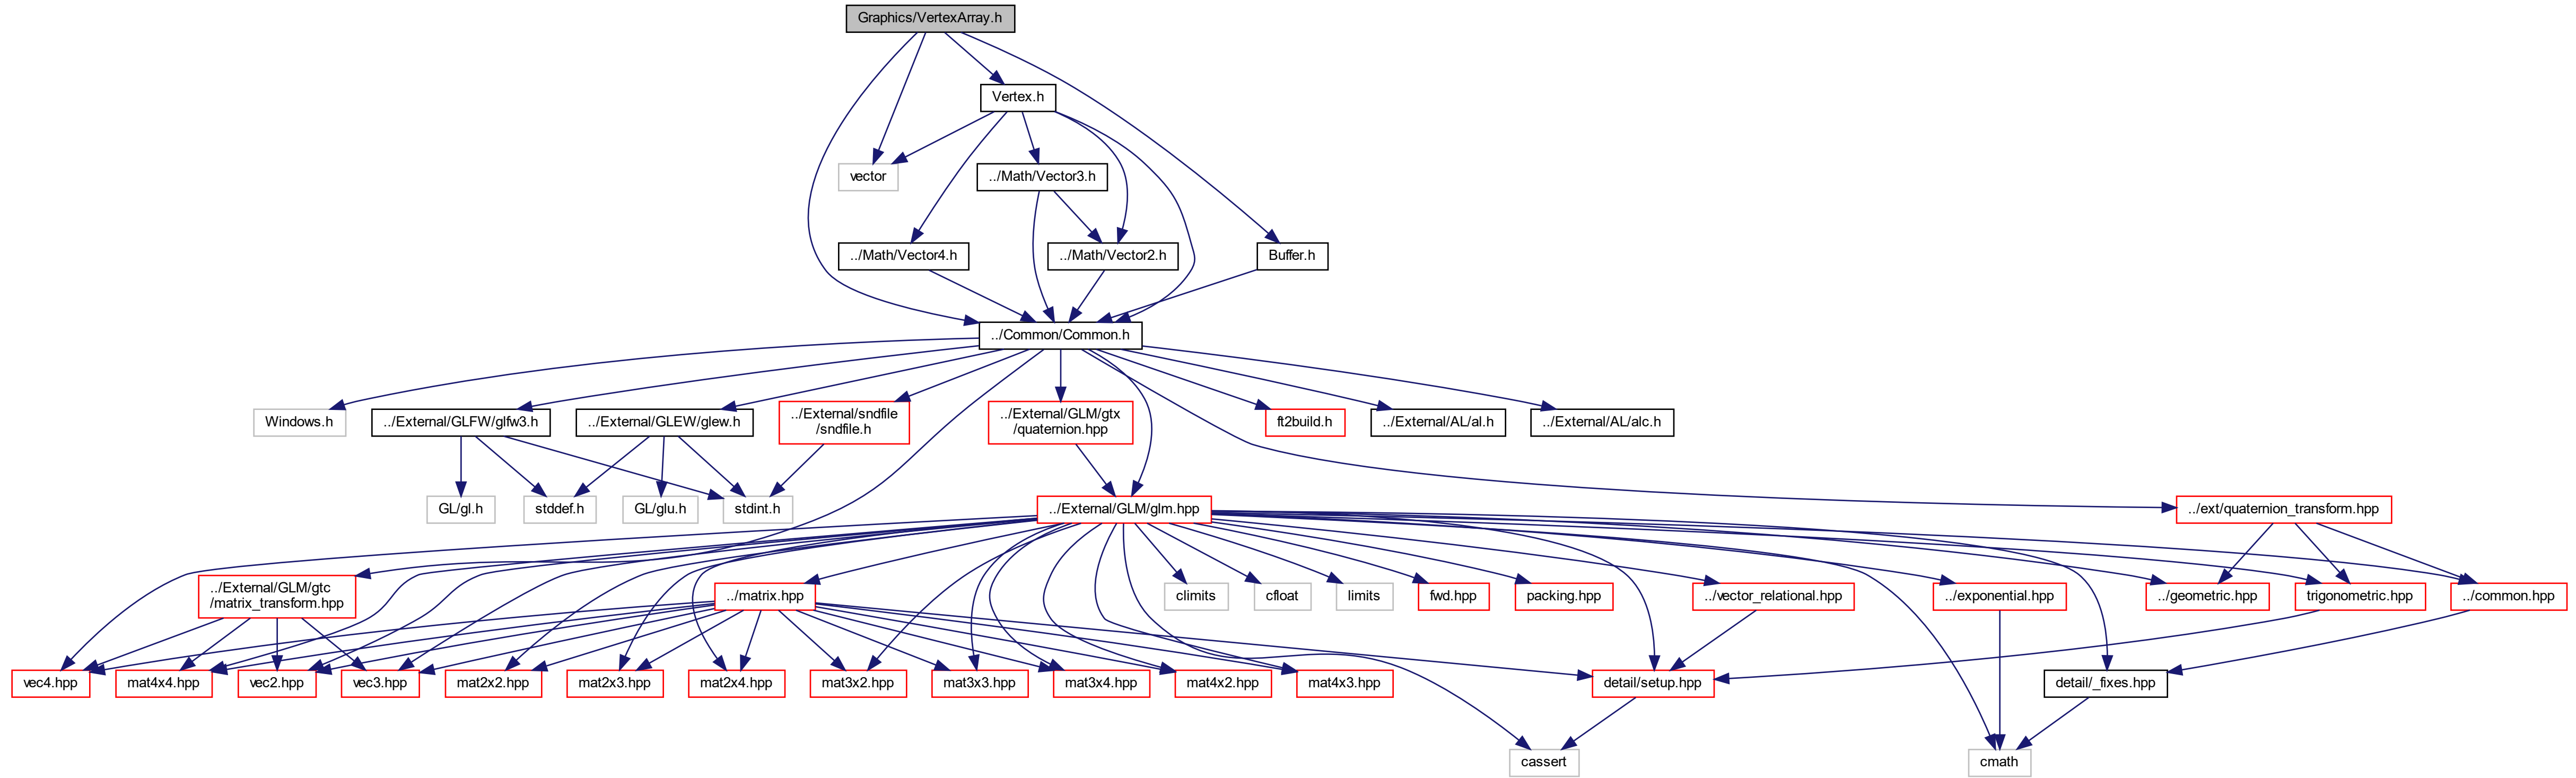 Graphics/VertexArray.h
Vertex.h
vector
../Math/Vector3.h
../Math/Vector4.h
../Math/Vector2.h
Buffer.h
../Common/Common.h
Windows.h
../External/GLFW/glfw3.h
../External/GLEW/glew.h
../External/sndfile
/sndfile.h
../External/GLM/gtx
/quaternion.hpp
ft2build.h
../External/AL/al.h
../External/AL/alc.h
GL/gl.h
stddef.h
GL/glu.h
stdint.h
../External/GLM/glm.hpp
../ext/quaternion_transform.hpp
../External/GLM/gtc
/matrix_transform.hpp
../matrix.hpp
climits
cfloat
limits
fwd.hpp
packing.hpp
../vector_relational.hpp
../exponential.hpp
../geometric.hpp
trigonometric.hpp
../common.hpp
vec4.hpp
mat4x4.hpp
vec2.hpp
vec3.hpp
mat2x2.hpp
mat2x3.hpp
mat2x4.hpp
mat3x2.hpp
mat3x3.hpp
mat3x4.hpp
mat4x2.hpp
mat4x3.hpp
detail/setup.hpp
detail/_fixes.hpp
cassert
cmath